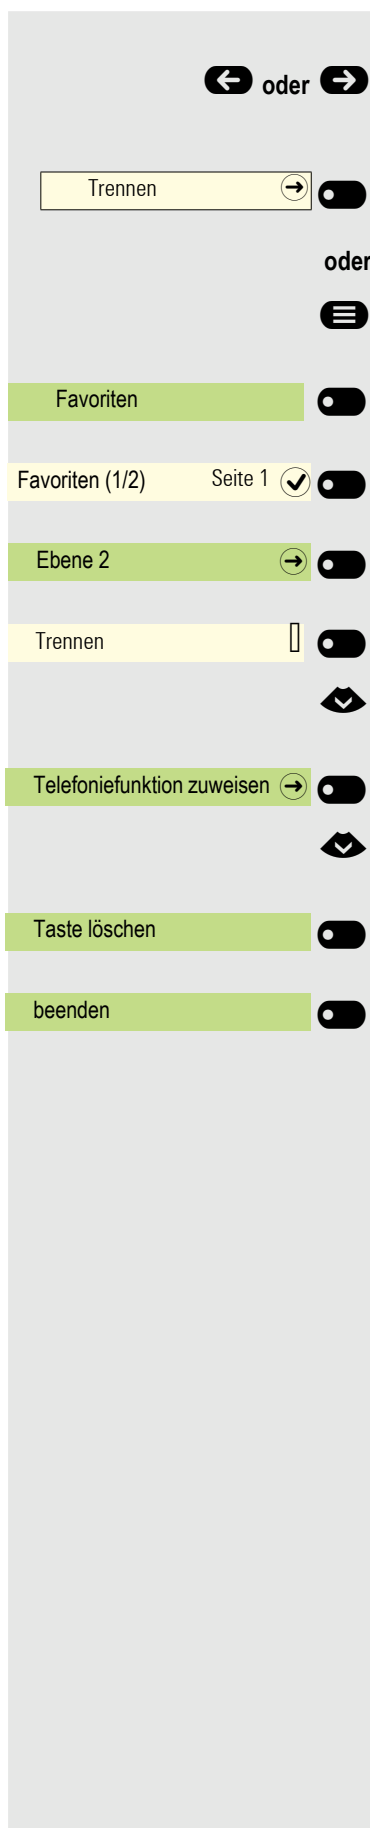 oder
Trennen
oder
Favoriten
Favoriten (1/2) Seite 1
Ebene 2
Trennen
Telefoniefunktion zuweisen
Taste löschen
beenden